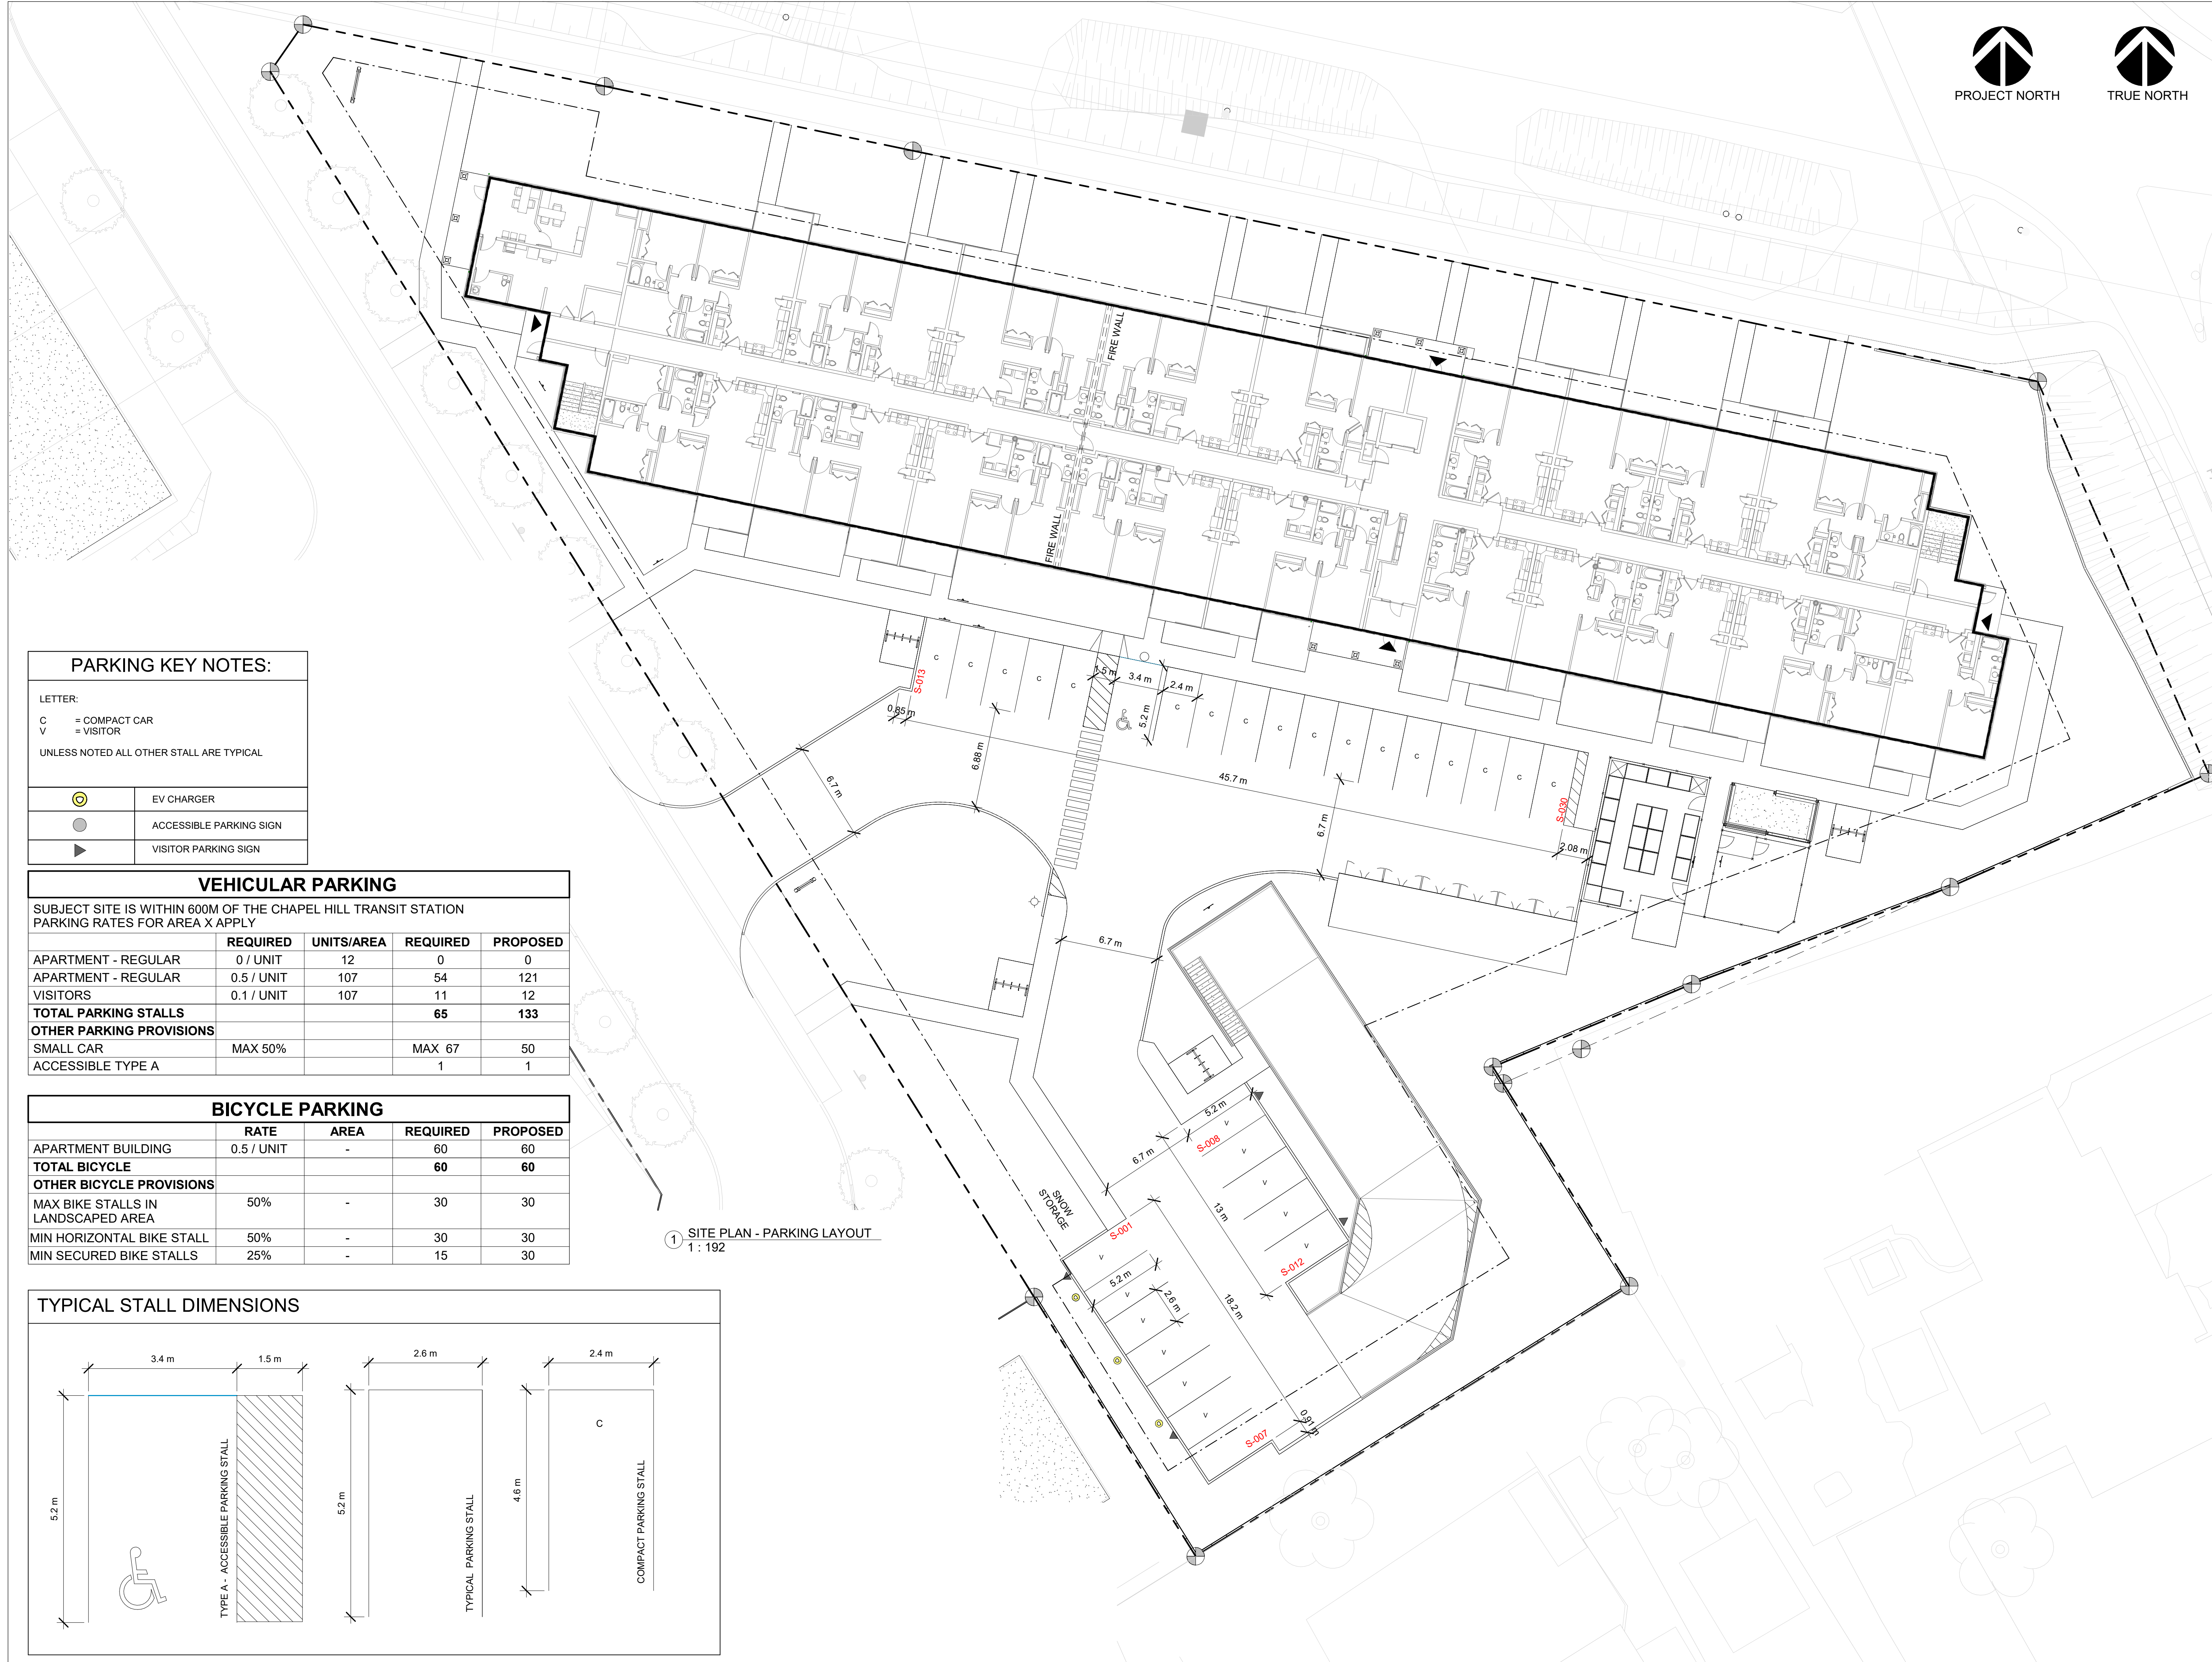 PROJECT NORTH
TRUE NORTH
FIRE WALL
FIRE WALL
PARKING KEY NOTES:
LETTER:
C = COMPACT CAR
V = VISITOR
UNLESS NOTED ALL OTHER STALL ARE TYPICAL
EV CHARGER
ACCESSIBLE PARKING SIGN
VISITOR PARKING SIGN
VEHICULAR PARKING
SUBJECT SITE IS WITHIN 600M OF THE CHAPEL HILL TRANSIT STATION
PARKING RATES FOR AREA X APPLY
REQUIRED UNITS/AREA REQUIRED PROPOSED
APARTMENT - REGULAR 0 / UNIT 12 0 0
APARTMENT - REGULAR 0.5 / UNIT 107 54 121
VISITORS 0.1 / UNIT 107 11 12
TOTAL PARKING STALLS 65 133
OTHER PARKING PROVISIONS
SMALL CAR MAX 50% MAX 67 50
ACCESSIBLE TYPE A 1 1
BICYCLE PARKING
RATE AREA REQUIRED PROPOSED
APARTMENT BUILDING 0.5 / UNIT - 60 60
TOTAL BICYCLE 60 60
OTHER BICYCLE PROVISIONS
MAX BIKE STALLS IN
LANDSCAPED AREA 50% - 30 30
MIN HORIZONTAL BIKE STALL 50% - 30 30
MIN SECURED BIKE STALLS 25% - 15 30
1 SITE PLAN - PARKING LAYOUT
1 : 192
TYPICAL STALL DIMENSIONS
3.4 m
1.5 m
5.2 m
TYPE A - ACCESSIBLE PARKING STALL
2.6 m
5.2 m
TYPICAL PARKING STALL
2.4 m
4.6 m
C
COMPACT PARKING STALL
S-013
C
C
C
C
C
0.85 m
1.5 m
3.4 m
2.4 m
5.2 m
C
C
C
C
C
C
C
C
C
C
C
C
6.88 m
6.7 m
45.7 m
6.7 m
S-030
2.08 m
6.7 m
5.2 m
S-008
V
V
V
V
V
6.7 m
13 m
S-012
SNOW
STORAGE
S-001
V
5.2 m
V
2.6 m
V
V
V
V
18.2 m
S-007
0.91 m